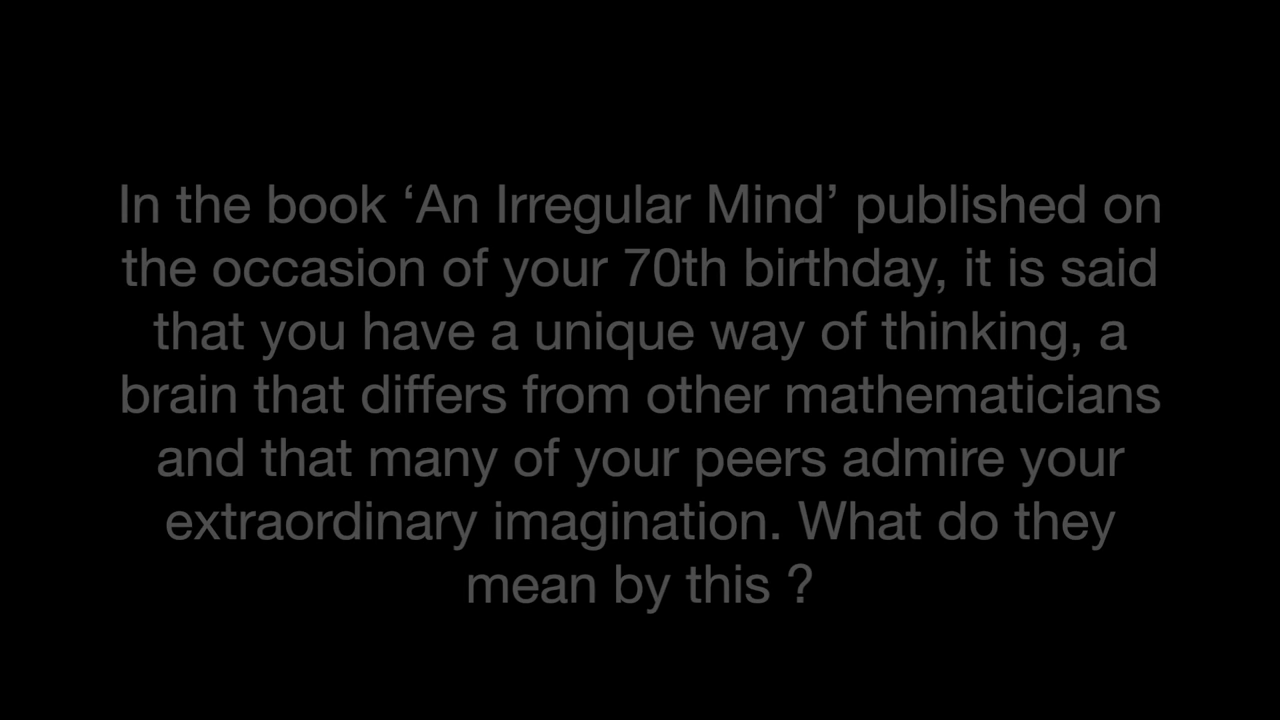 In the book ‘An Irregular Mind’ published on
the occasion of your 70th birthday, it is said
that you have a unique way of thinking, a
brain that differs from other mathematicians
and that many of your peers admire your
extraordinary imagination. What do they
mean by this ?